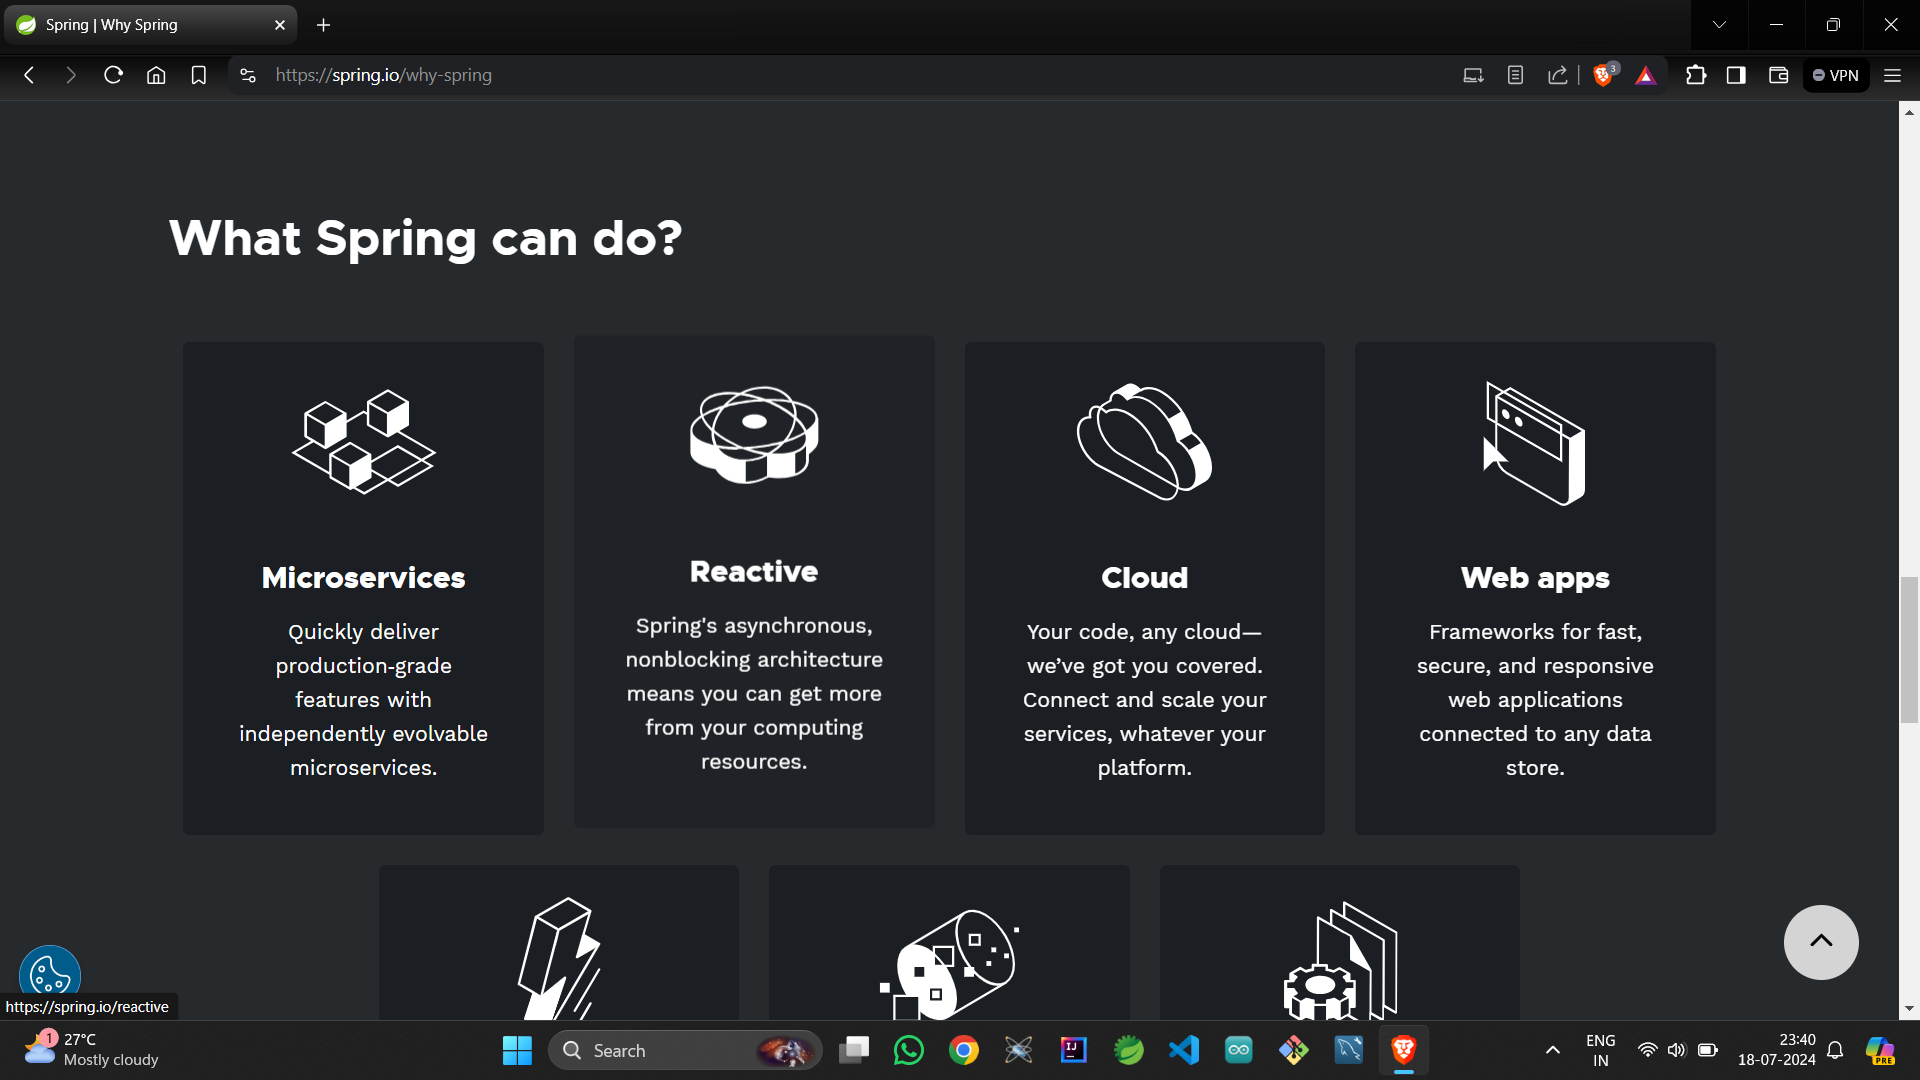 Spring | Why Spring
https://spring.io/why-spring
3
VPN
What Spring can do?
Microservices
Quickly deliver
production-grade
features with
independently evolvable
microservices.
Reactive
Spring's asynchronous,
nonblocking architecture
means you can get more
from your computing
resources.
Cloud
Your code, any cloud—
we’ve got you covered.
Connect and scale your
services, whatever your
platform.
Web apps
Frameworks for fast,
secure, and responsive
web applications
connected to any data
store.
https://spring.io/reactive
1
27°C
Mostly cloudy
Search
IJ
ENG
IN
23:40
18-07-2024
PRE